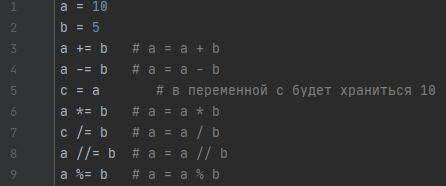 1 a = 10
2 b = 5
3 a += b # a = a + b
4 a -= b # a = a - b
5 c = a # в переменной c будет храниться 10
6 a *= b # a = a * b
7 c /= b # a = a / b
8 a //= b # a = a // b
9 a %= b # a = a % b